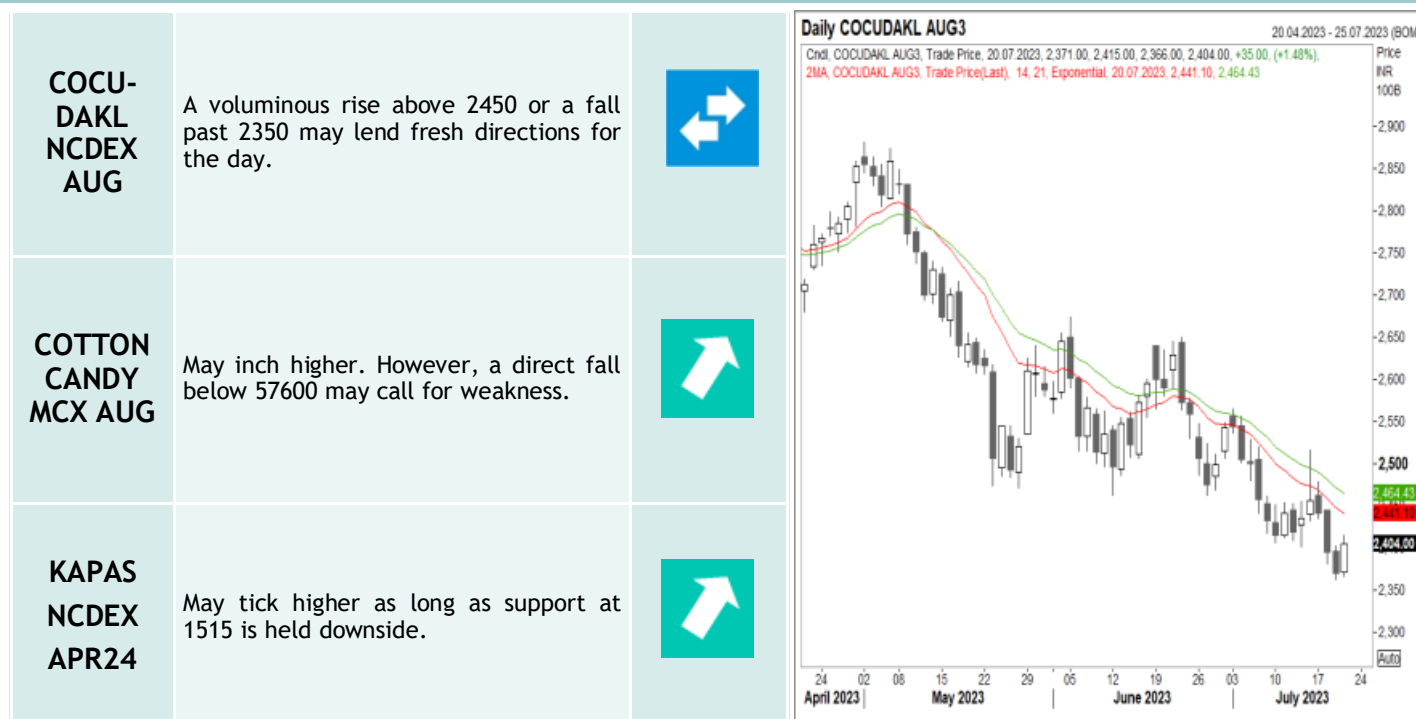 COCU-
DAKL
NCDEX
AUG
A voluminous rise above 2450 or a fall
past 2350 may lend fresh directions for
the day.
COTTON
CANDY
MCX AUG
May inch higher. However, a direct fall
below 57600 may call for weakness.
KAPAS
NCDEX
APR24
May tick higher as long as support at
1515 is held downside.
Daily COCUDAKL AUG3
20.04.2023 - 25.07.2023 (BOM
Cndl, COCUDAKL AUG3, Trade Price, 20.07.2023, 2,371.00, 2,415.00, 2,366.00, 2,404.00, +35.00, (+1.48%),
2MA, COCUDAKL AUG3, Trade Price(Last), 14, 21, Exponential, 20.07.2023, 2,441.10, 2,464.43
Price
INR
100B
2,900
2,850
2,800
2,750
2,700
2,650
2,600
2,550
2,500
2,464.43
2,441.10
2,404.00
2,350
2,300
Auto
24 02 08 15 22 29 05 12 19 26 03 10 17 24
April 2023 May 2023 June 2023 July 2023